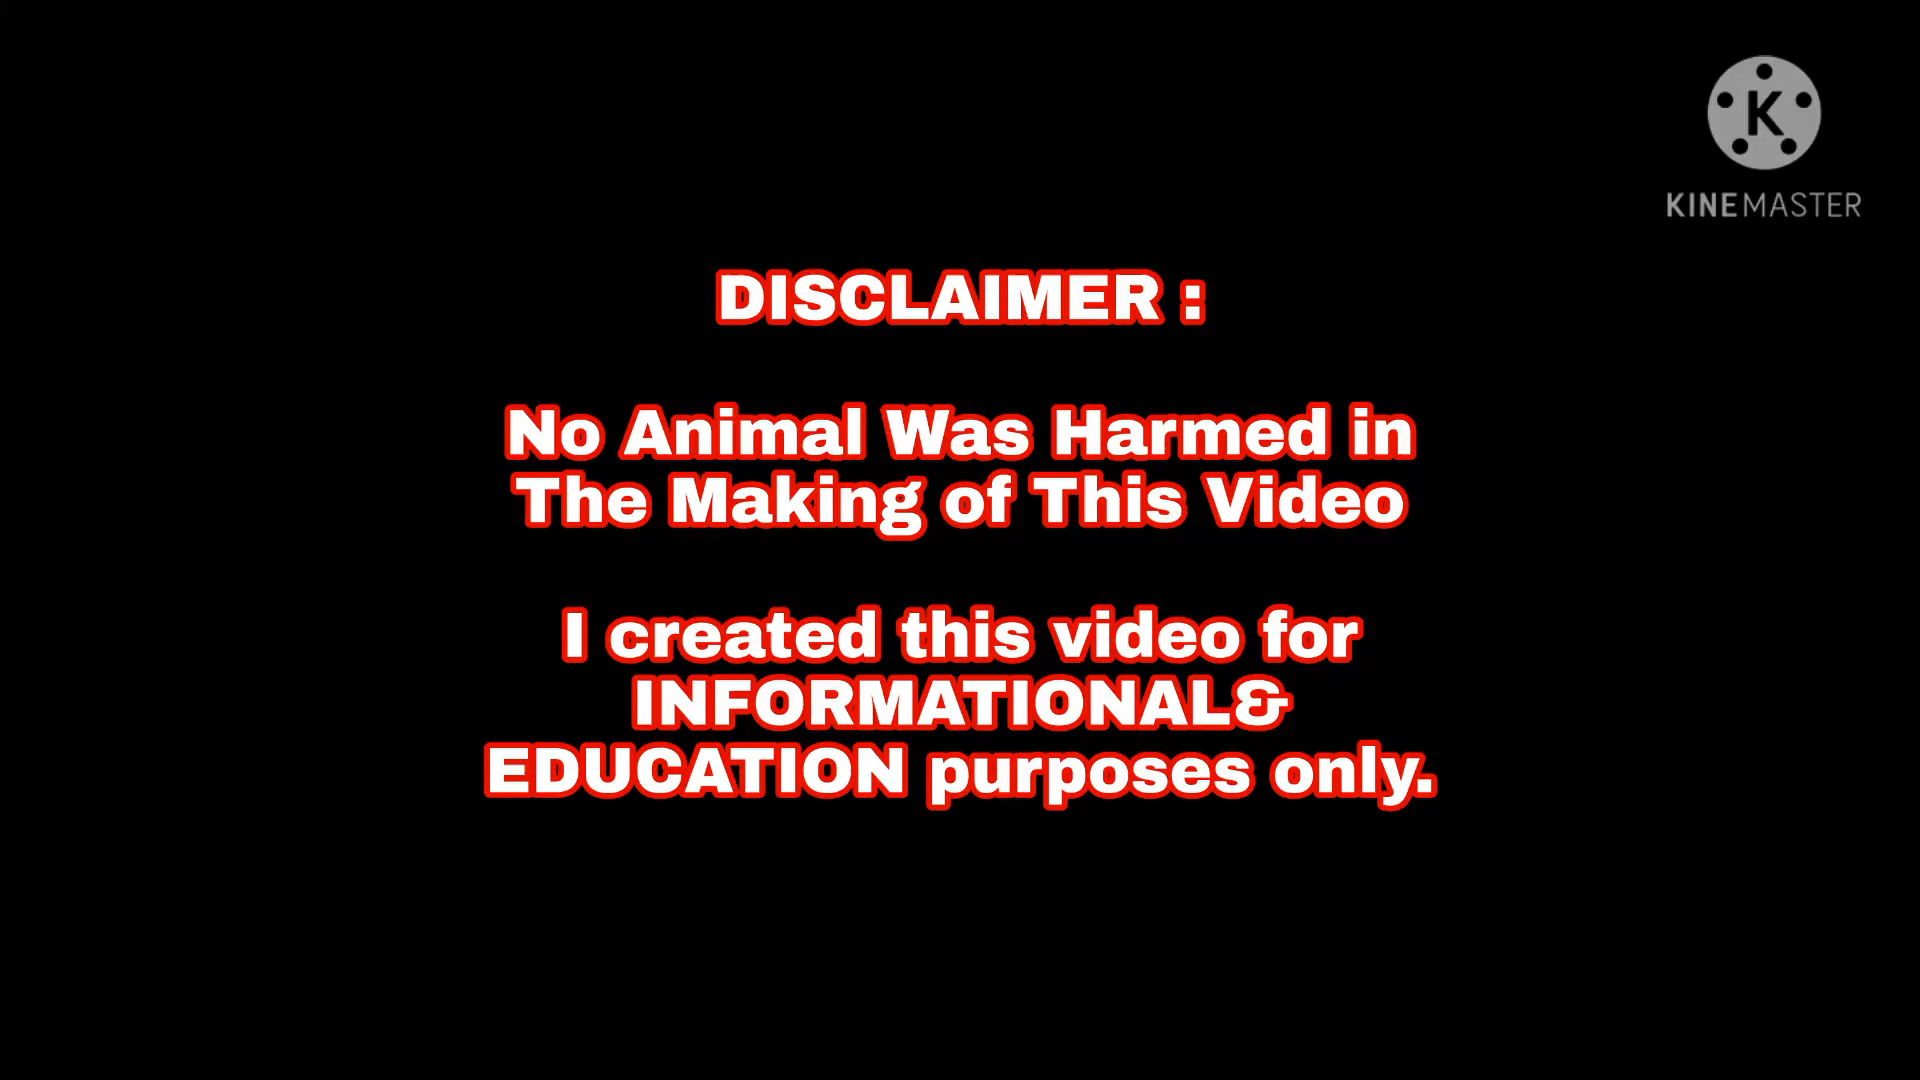 K
KINEMASTER
DISCLAIMER :
No Animal Was Harmed in
The Making of This Video
I created this video for
INFORMATIONAL&
EDUCATION purposes only.